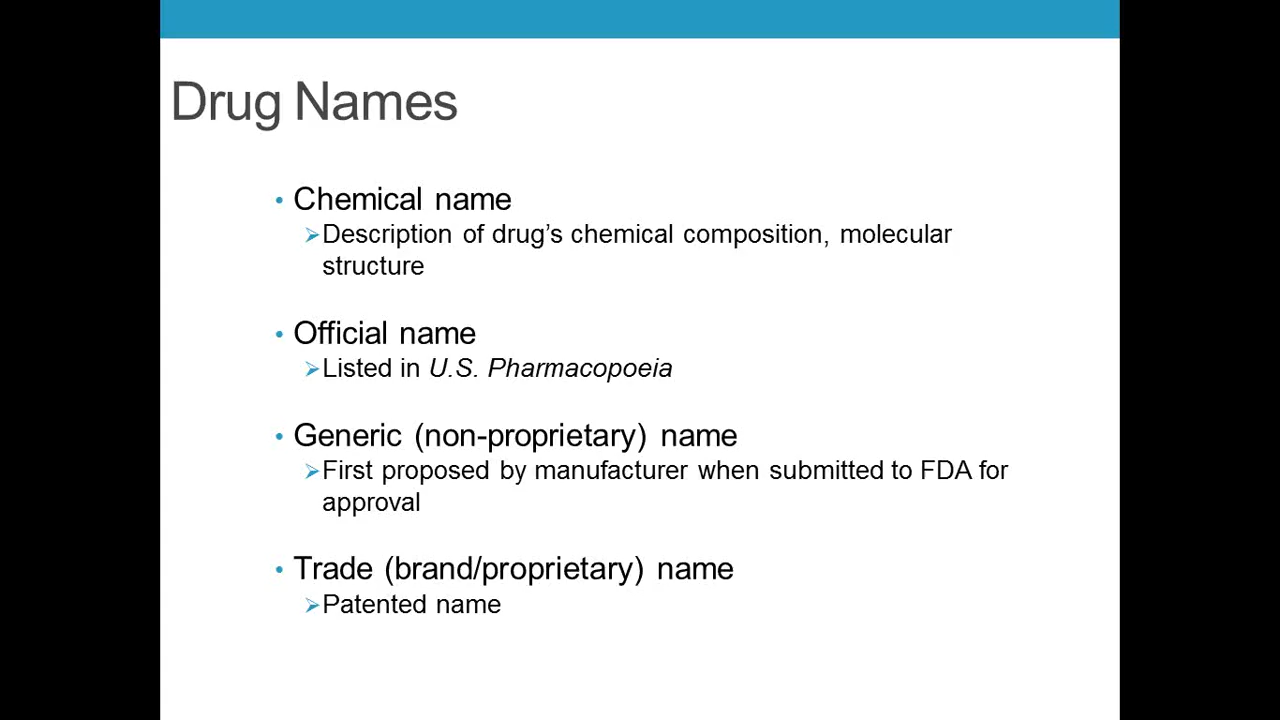 Drug Names
• Chemical name
➢Description of drug’s chemical composition, molecular
structure
• Official name
➢Listed in U.S. Pharmacopoeia
• Generic (non-proprietary) name
➢First proposed by manufacturer when submitted to FDA for
approval
• Trade (brand/proprietary) name
➢Patented name